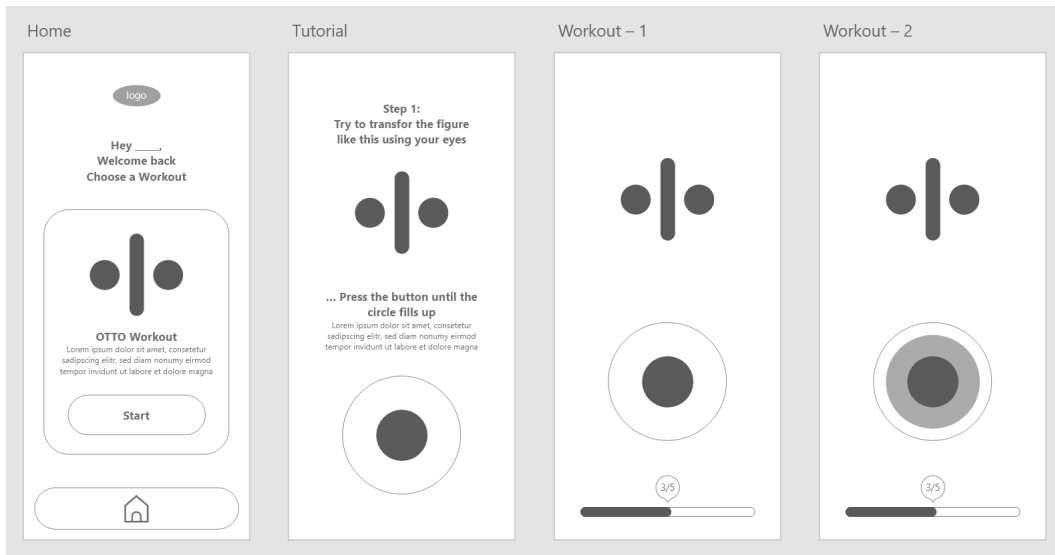 Home
logo
Hey ____,
Welcome back
Choose a Workout
OTTO Workout
Lorem ipsum dolor sit amet, consetetur
sadipscing elitr, sed diam nonumy eirmod
tempor invidunt ut labore et dolore magna
Start
Tutorial
Step 1:
Try to transfor the figure
like this using your eyes
... Press the button until the
circle fills up
Lorem ipsum dolor sit amet, consetetur
sadipscing elitr, sed diam nonumy eirmod
tempor invidunt ut labore et dolore magna
Workout – 1
3/5
Workout – 2
3/5